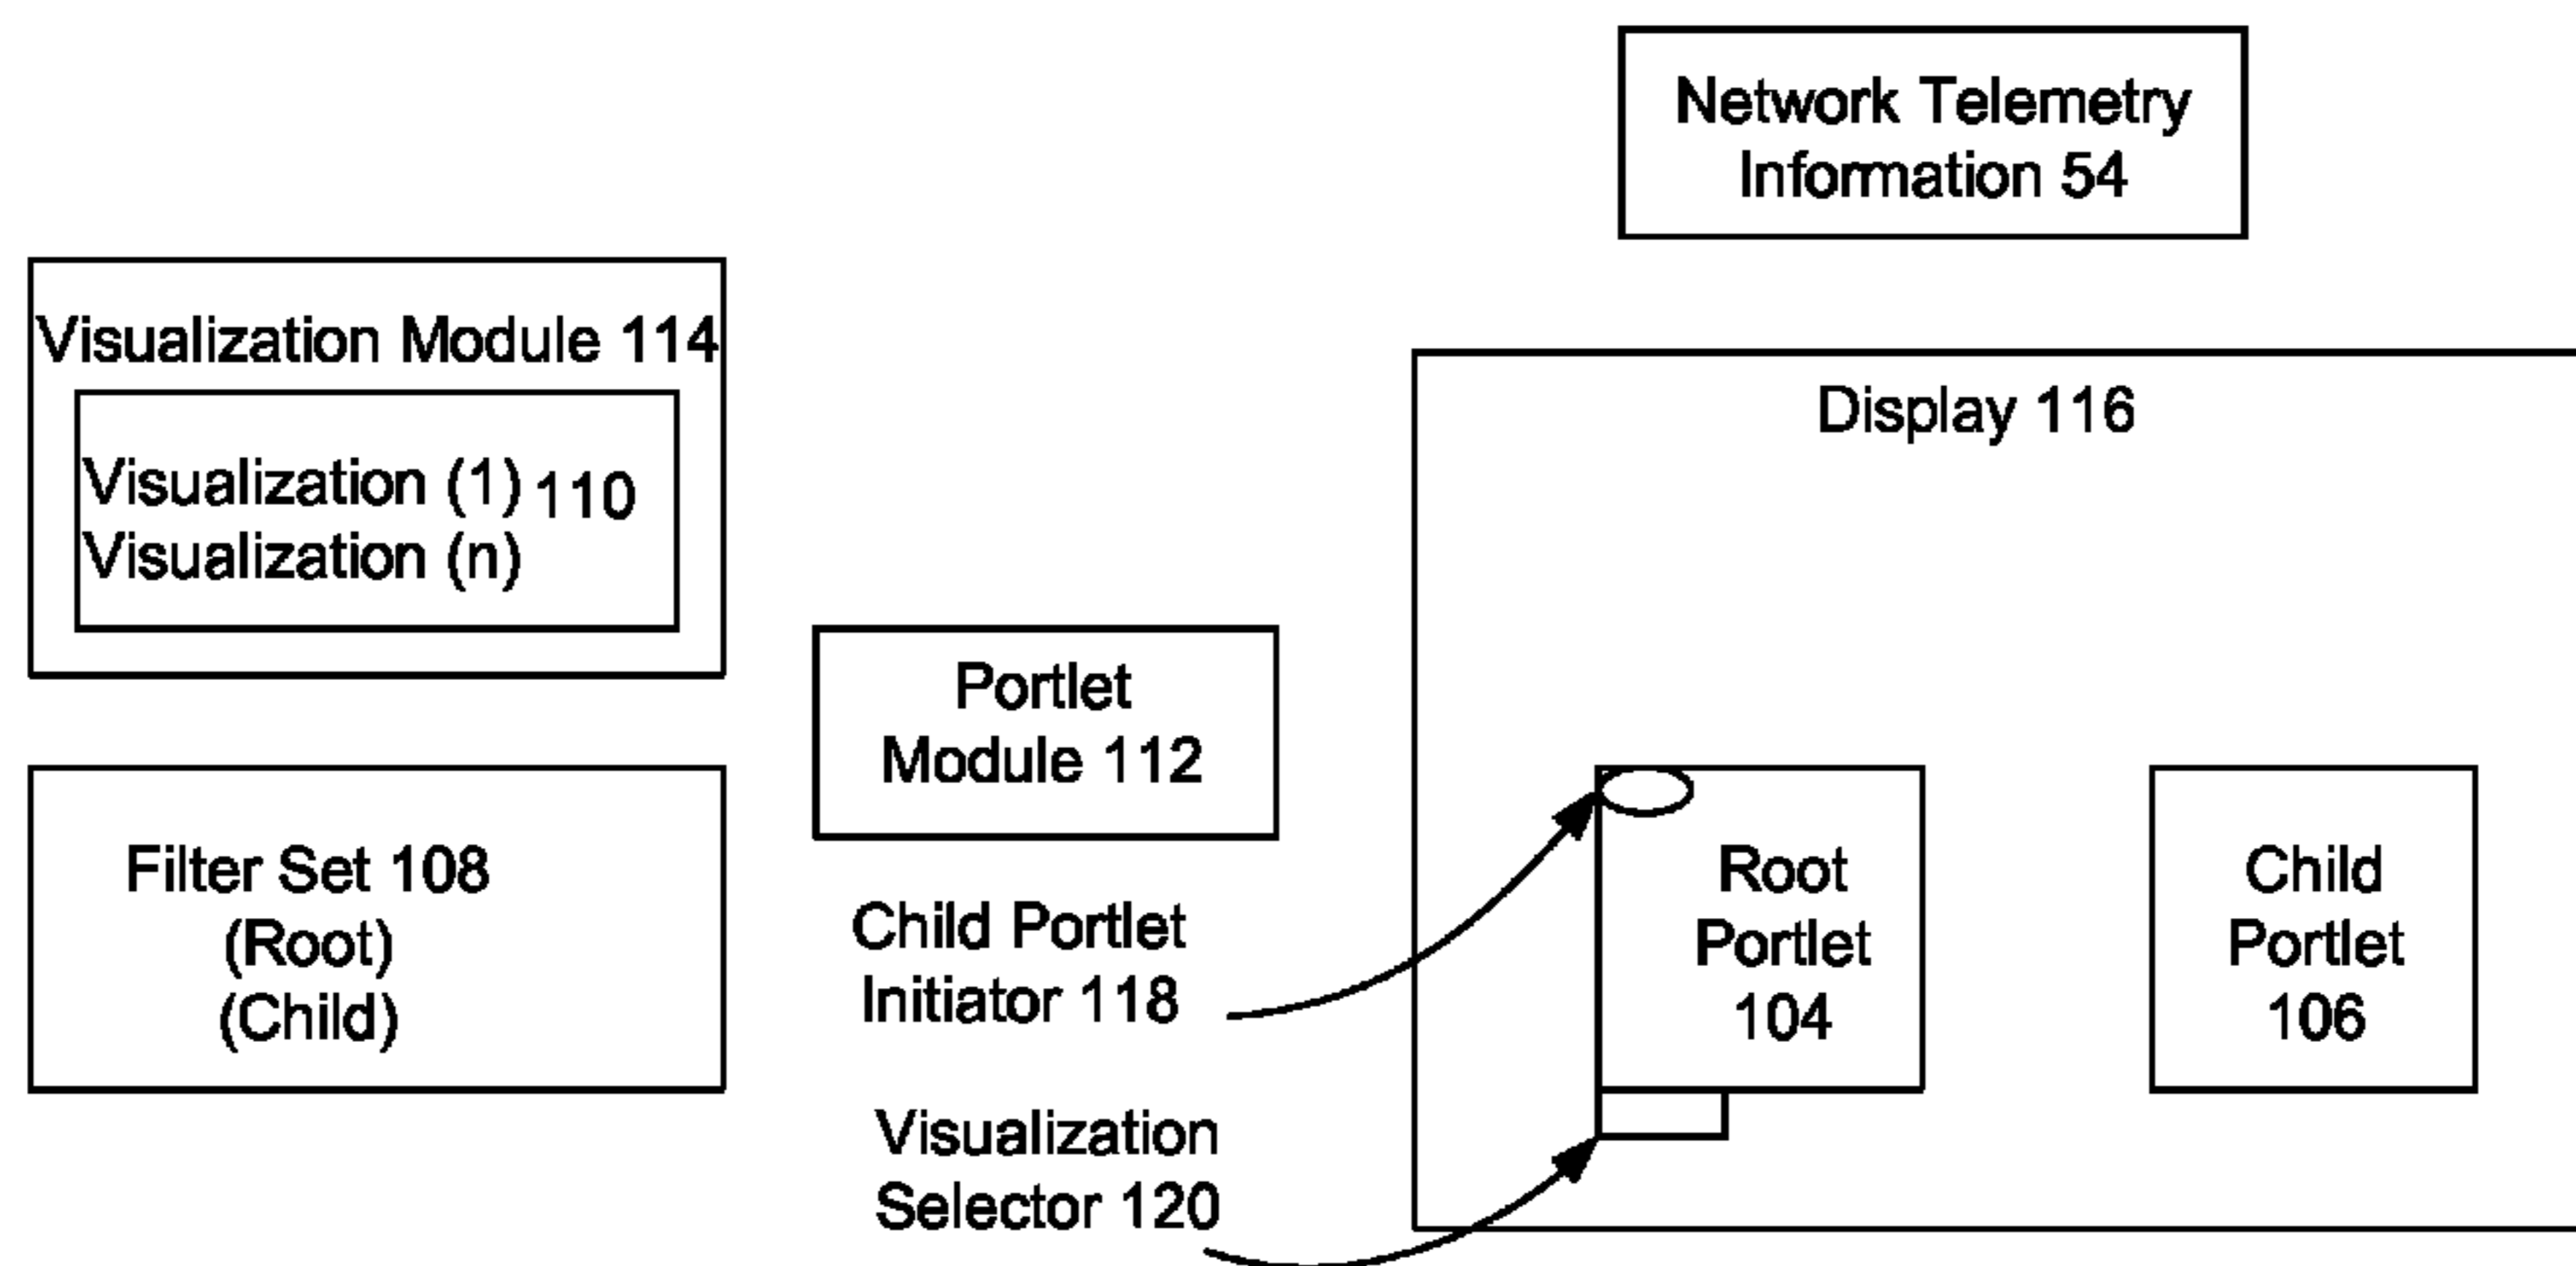 Network Telemetry
Information 54
Visualization Module 114
Visualization (1) 110
Visualization (n)
Display 116
Portlet
Module 112
Filter Set 108
(Root)
(Child)
Child Portlet
Initiator 118
Visualization
Selector 120
Root
Portlet
104
Child
Portlet
106